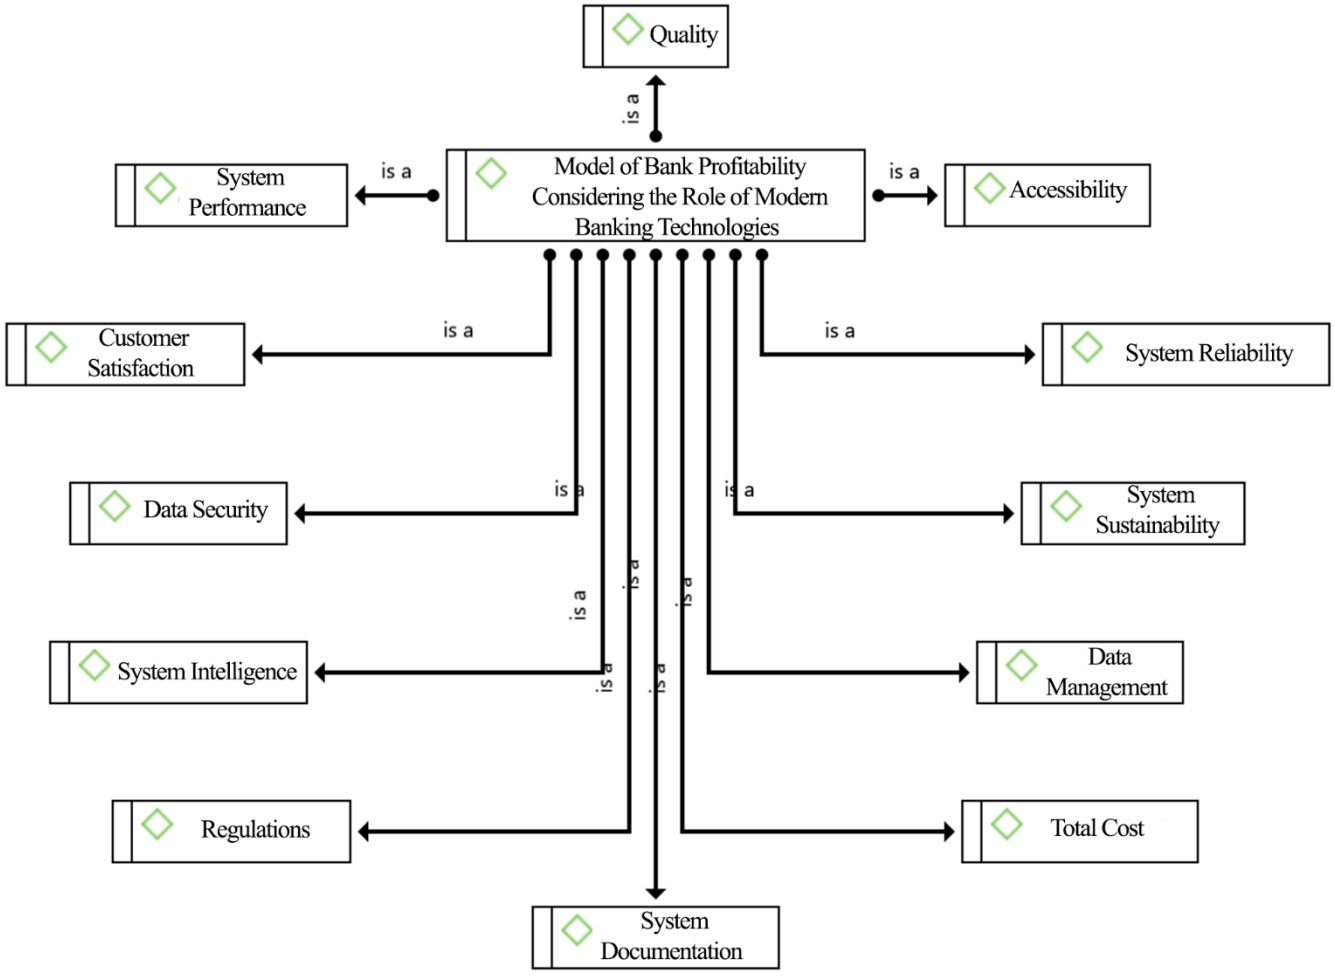 Quality
is a
Model of Bank Profitability
Considering the Role of Modern
Banking Technologies
System
Performance
is a
is a
Accessibility
Customer
Satisfaction
is a
is a
System Reliability
Data Security
is a
is a
System
Sustainability
is a
is a
is a
System Intelligence
is a
is a
Data
Management
Regulations
Total Cost
System
Documentation